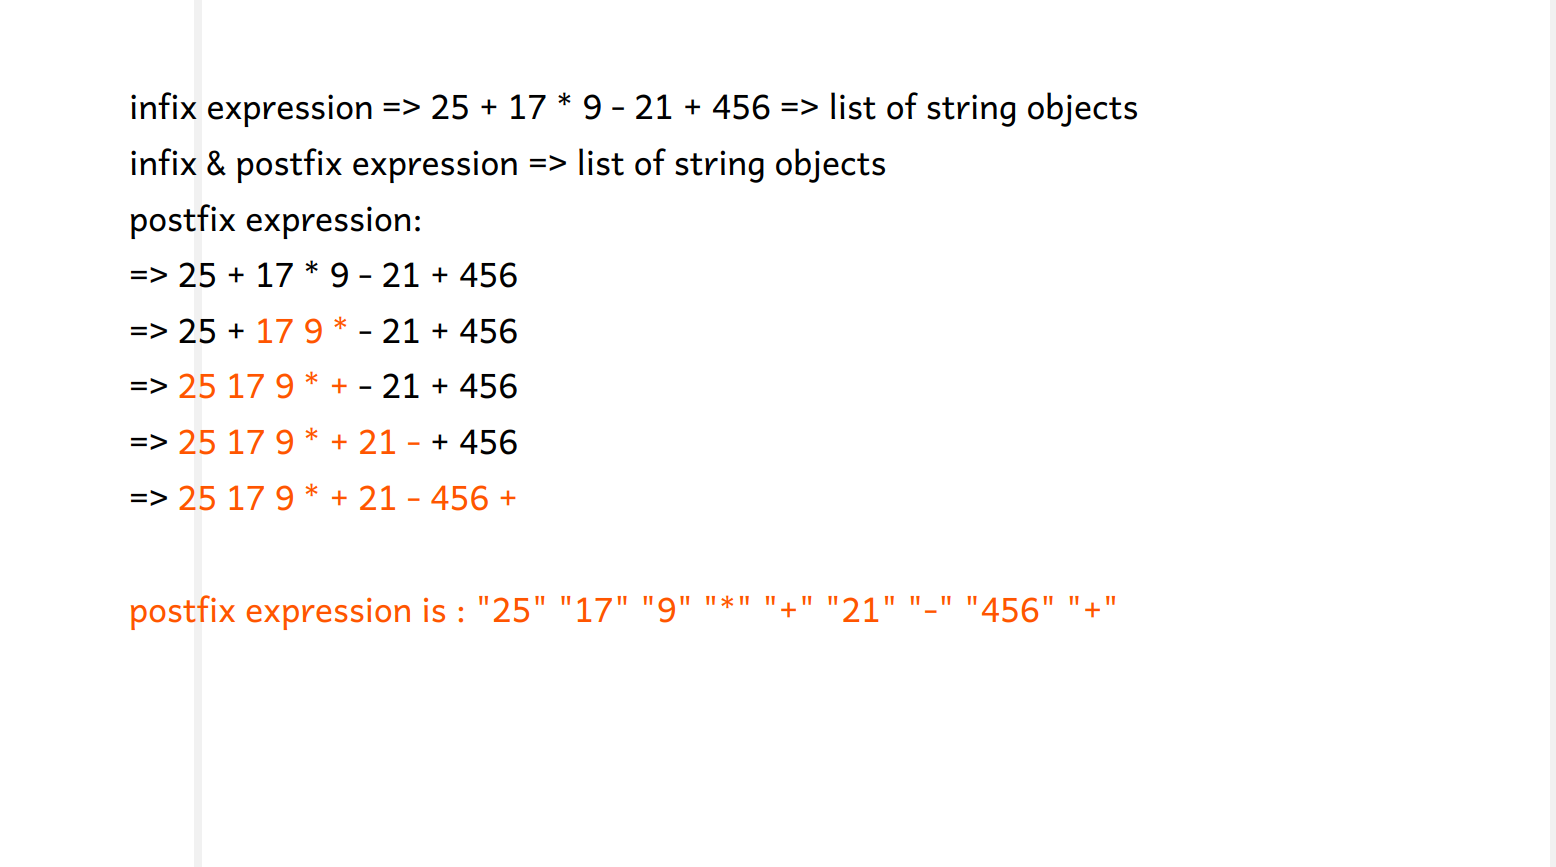 infix expression => 25 + 17 * 9 - 21 + 456 => list of string objects
infix & postfix expression => list of string objects
postfix expression:
=> 25 + 17 * 9 - 21 + 456
=> 25 + 17 9 * - 21 + 456
=> 25 17 9 * + - 21 + 456
=> 25 17 9 * + 21 - + 456
=> 25 17 9 * + 21 - 456 +
postfix expression is : "25" "17" "9" "*" "+" "21" "-" "456" "+"